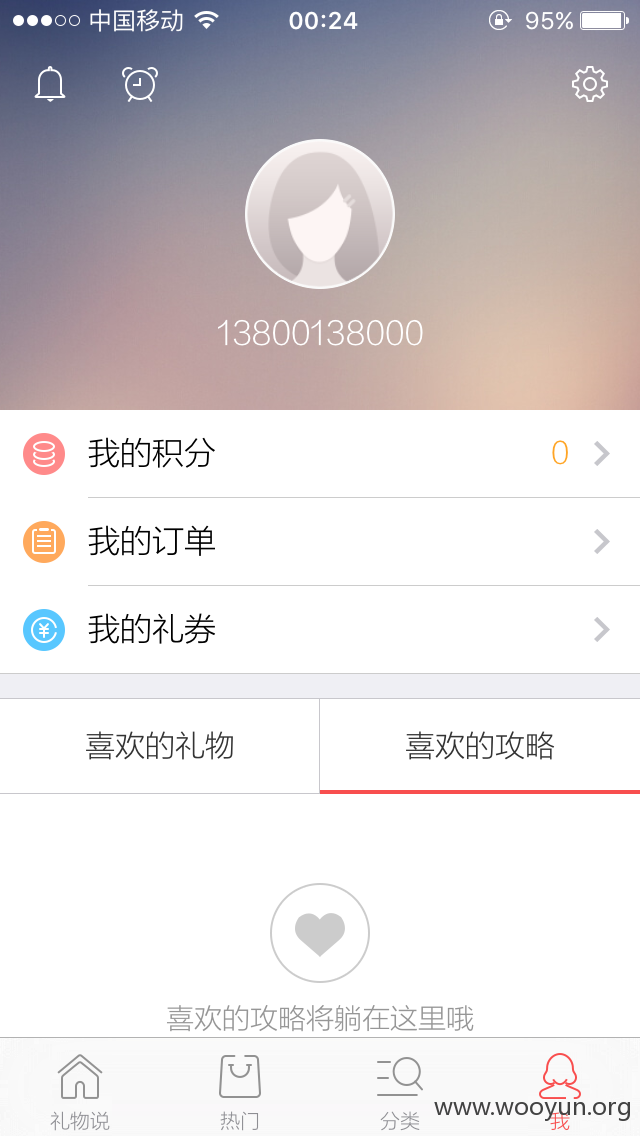 中国移动 00:24 95%
13800138000
我的积分 0
我的订单
我的礼券
喜欢的礼物 喜欢的攻略
喜欢的攻略将躺在这里哦
礼物说 热门 分类 我
www.wooyun.org